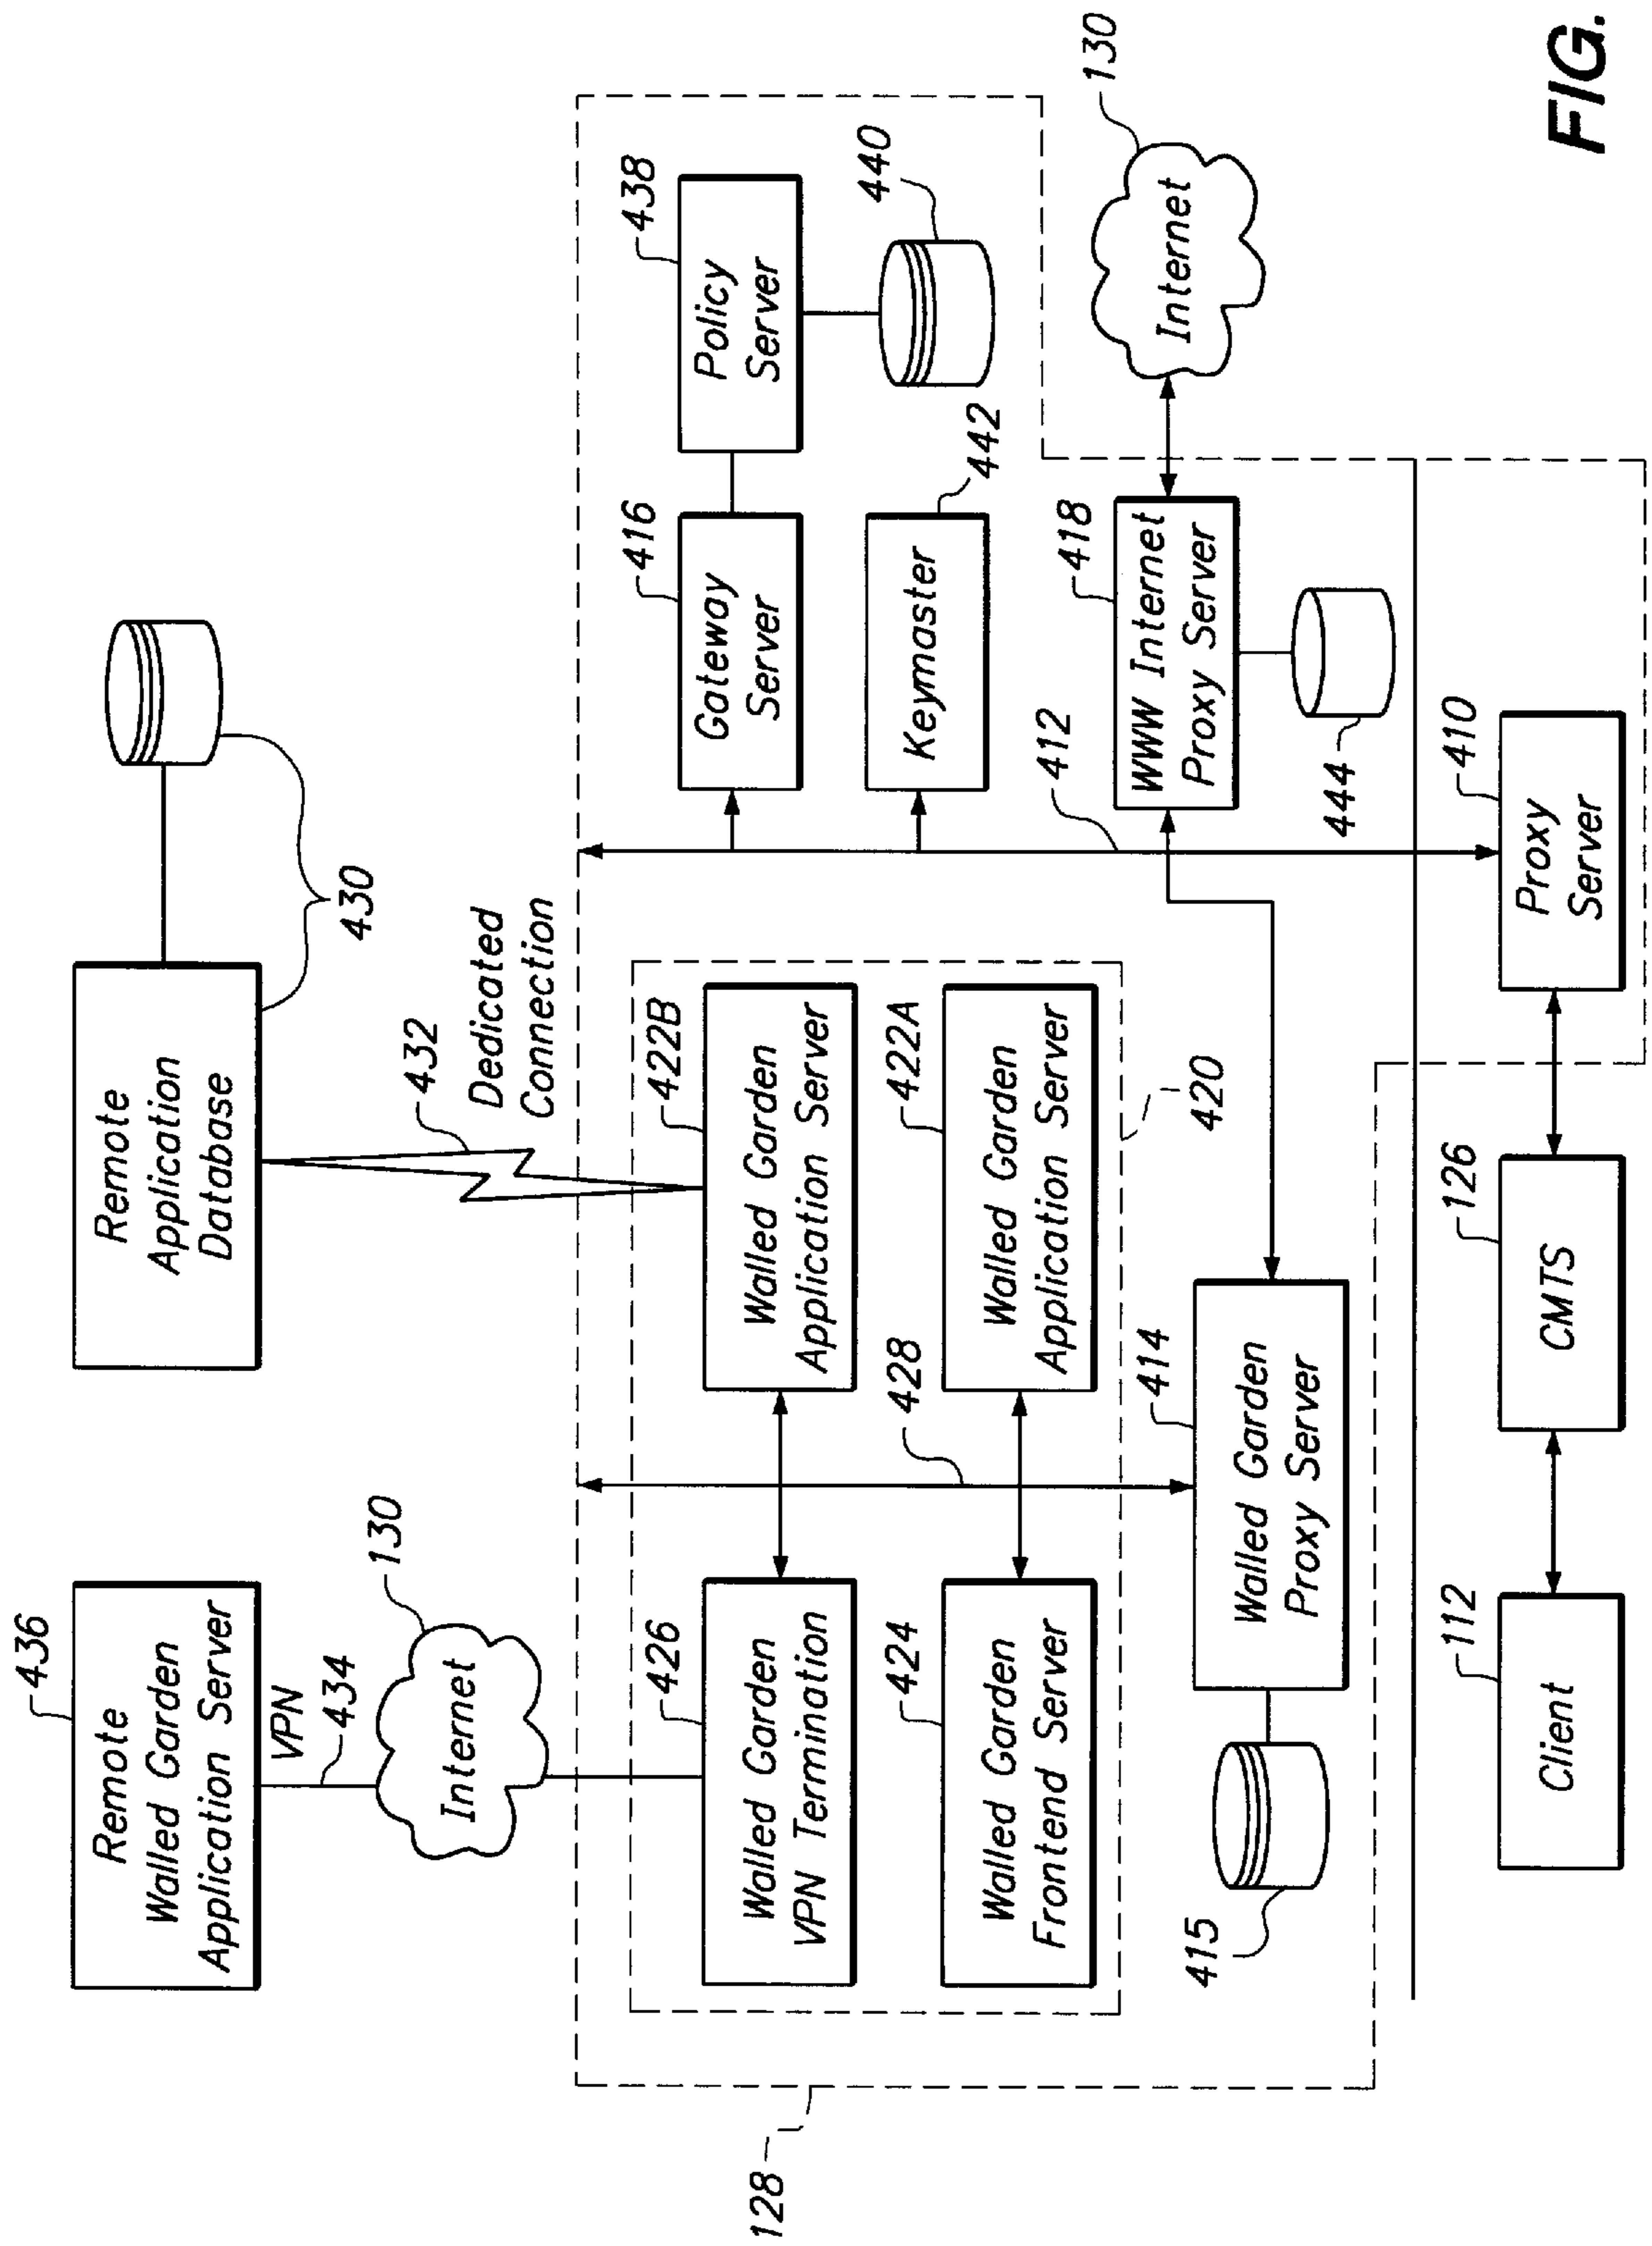 436
Remote
Walled Garden
Application Server
VPN
434
130
Internet
Remote
Application
Database
430
432
Dedicated
Connection
128
426
Walled Garden
VPN Termination
422B
Walled Garden
Application Server
424
Walled Garden
Frontend Server
428
422A
Walled Garden
Application Server
420
415
414
Walled Garden
Proxy Server
416
Gateway
Server
438
Policy
Server
440
Keymaster
442
412
418
WWW Internet
Proxy Server
444
130
Internet
112
Client
126
CMTS
410
Proxy
Server
FIG.